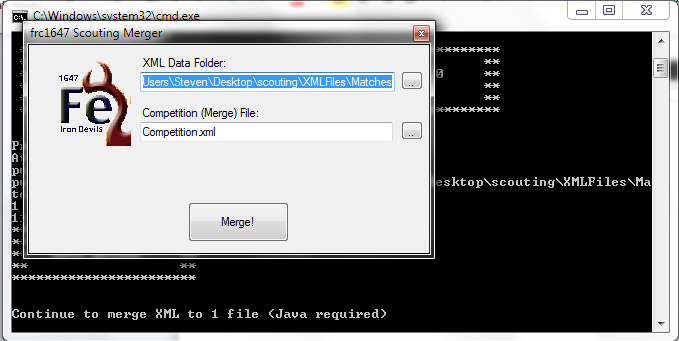 C:\Windows\system32\cmd.exe
frc1647 Scouting Merger
XML Data Folder:
Users\Steven\Desktop\scouting\XMLFiles\Matches
..
Competition (Merge) File:
Competition.xml
..
1647
Fe
Iron Devils
Merge!
*********
**
0 **
**
**
*********
esktop\scouting\XMLFiles\Ma
** **
************************
Continue to merge XML to 1 file (Java required)